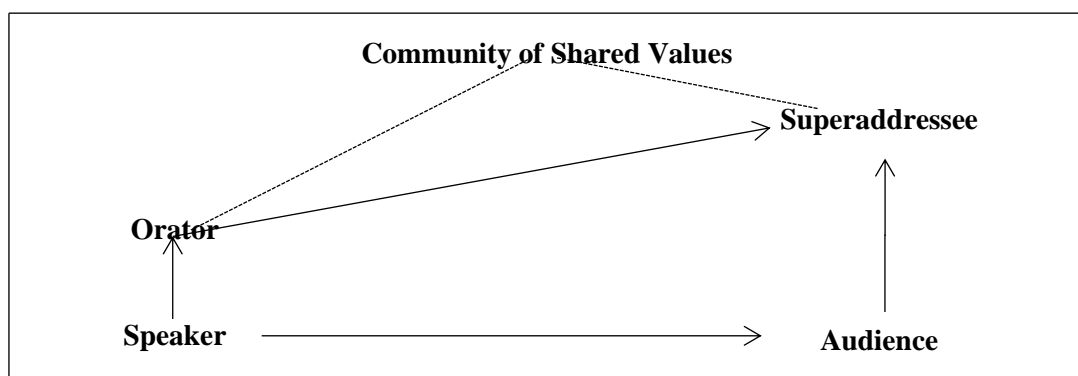 Community of Shared Values
Superaddressee
Orator
Speaker
Audience